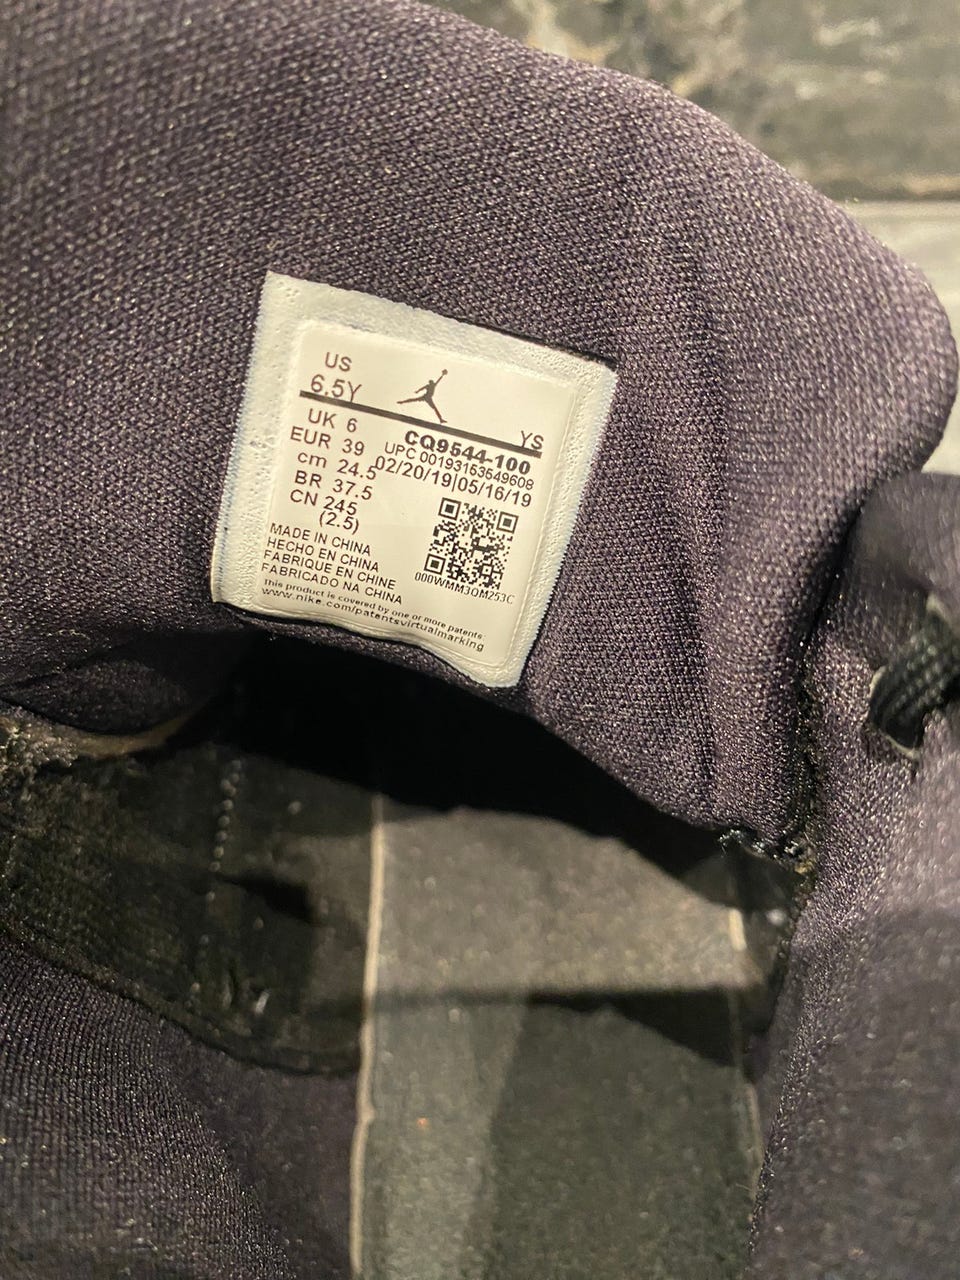 US
6.5Y
YS
UK 6
EUR 39
cm 24.5
BR 37.5
CN 245
(2.5)
CQ9544-100
UPC 00193153649608
02/20/19|05/16/19
MADE IN CHINA
HECHO EN CHINA
FABRIQUE EN CHINE
FABRICADO NA CHINA
000WMM3OM253C
This product is covered by one or more patents:
www.nike.com/patentsvirtualmarking